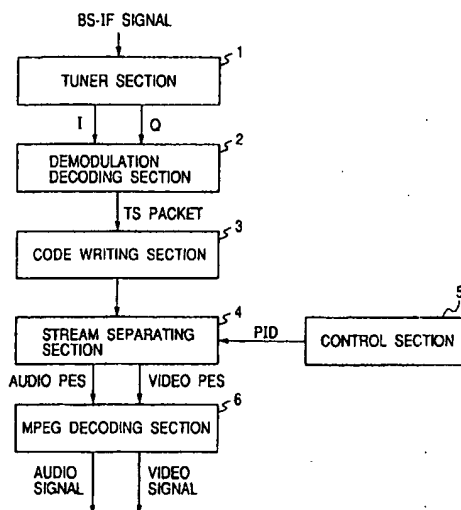 BS-IF SIGNAL
1
TUNER SECTION
I Q
2
DEMODULATION
DECODING SECTION
TS PACKET
3
CODE WRITING SECTION
4
STREAM SEPARATING
SECTION
PID
5
CONTROL SECTION
AUDIO PES VIDEO PES
6
MPEG DECODING SECTION
AUDIO VIDEO
SIGNAL SIGNAL